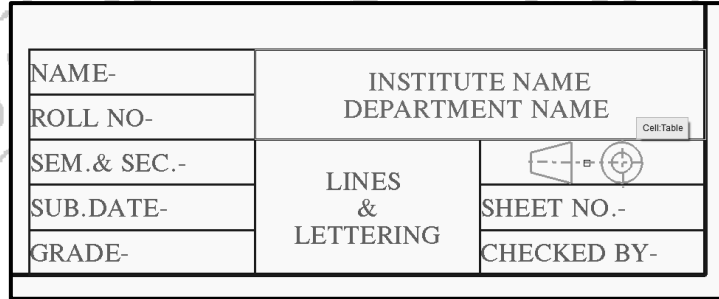 NAME-
INSTITUTE NAME
DEPARTMENT NAME
ROLL NO-
Cell:Table
SEM.& SEC.-
LINES
&
LETTERING
SUB.DATE-
SHEET NO.-
GRADE-
CHECKED BY-